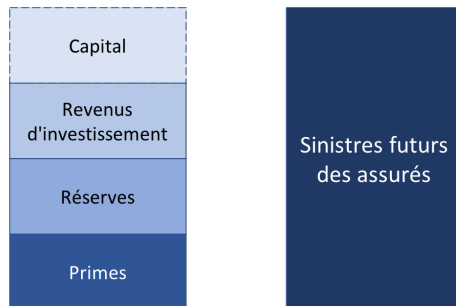 Capital
Revenus
d'investissement
Réserves
Primes
Sinistres futurs
des assurés